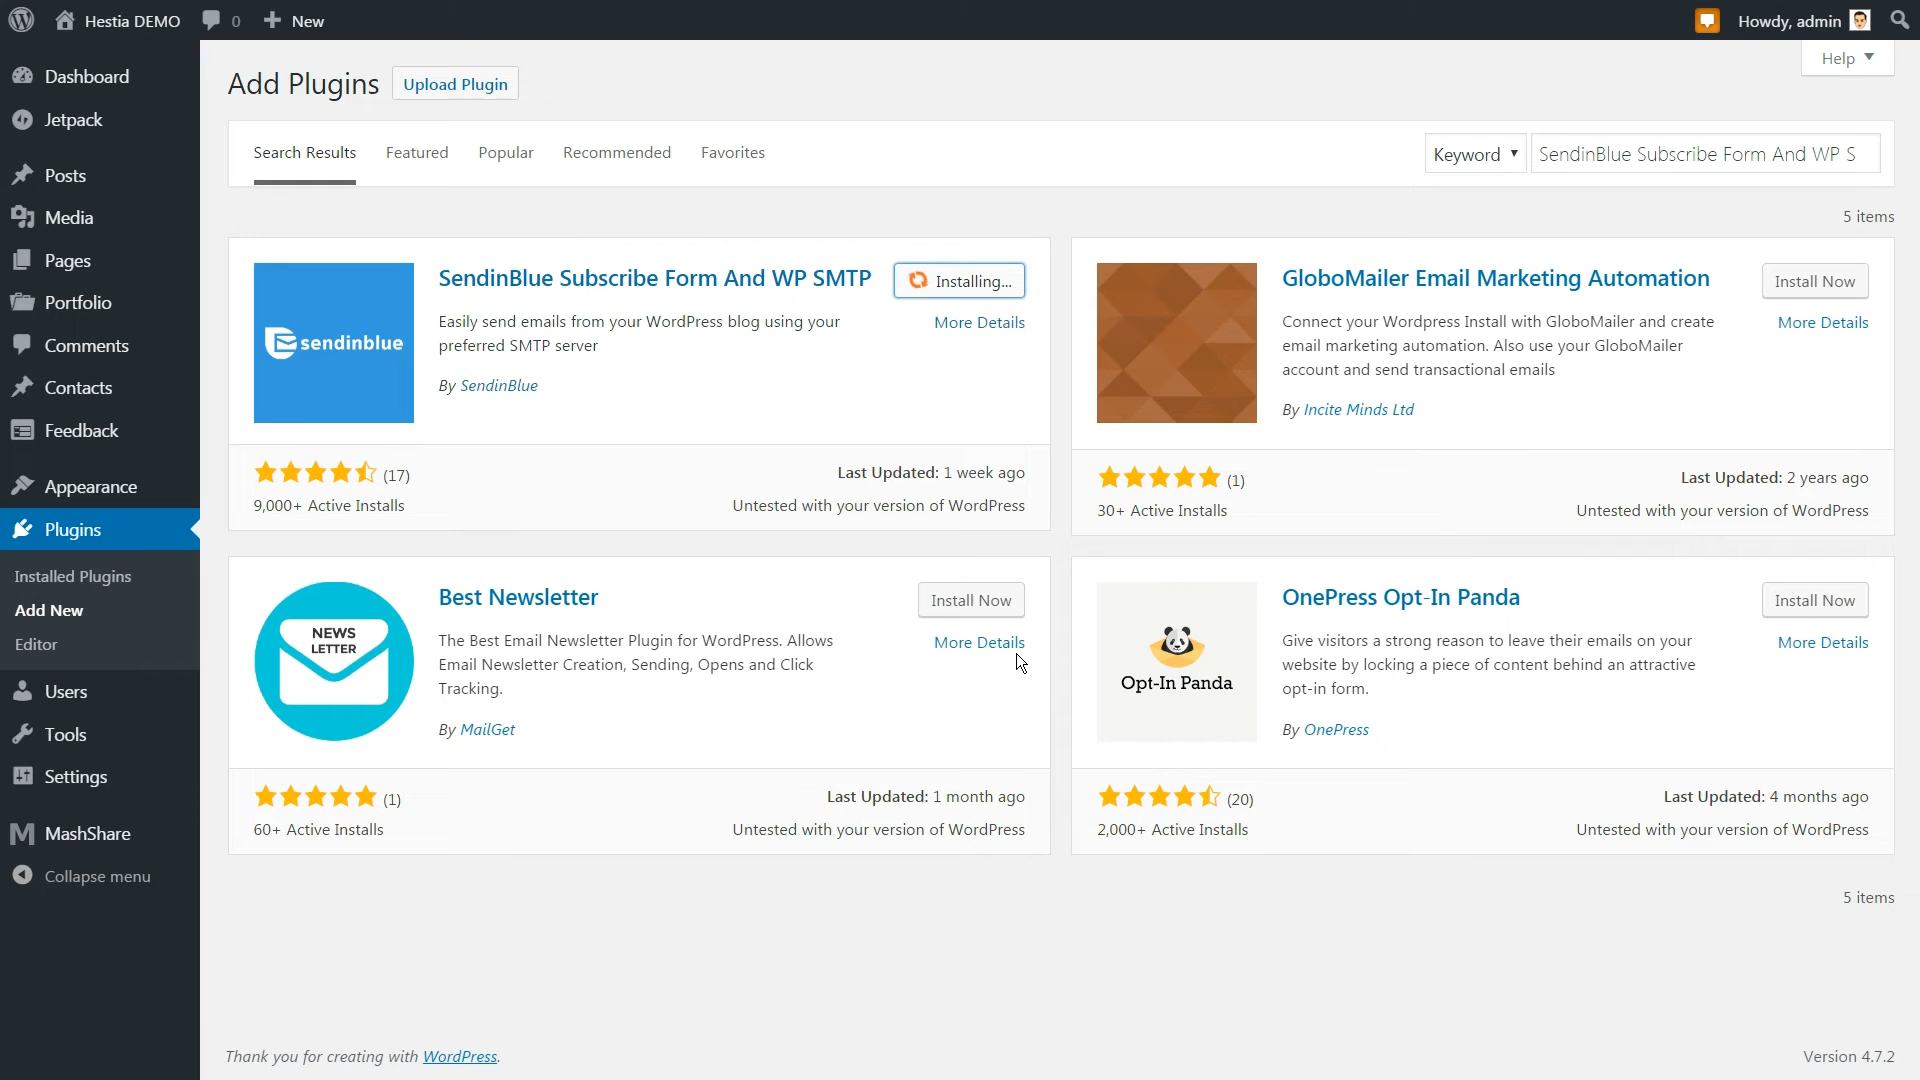 Hestia DEMO
0
New
Howdy, admin
Help
Dashboard
Jetpack
Posts
Media
Pages
Portfolio
Comments
Contacts
Feedback
Appearance
Plugins
Installed Plugins
Add New
Editor
Users
Tools
Settings
MashShare
Collapse menu
Add Plugins
Upload Plugin
Search Results
Featured
Popular
Recommended
Favorites
Keyword
SendinBlue Subscribe Form And WP S
5 items
sendinblue
SendinBlue Subscribe Form And WP SMTP
Installing...
More Details
Easily send emails from your WordPress blog using your
preferred SMTP server
By SendinBlue
(17)
9,000+ Active Installs
Last Updated: 1 week ago
Untested with your version of WordPress
GloboMailer Email Marketing Automation
Install Now
More Details
Connect your Wordpress Install with GloboMailer and create
email marketing automation. Also use your GloboMailer
account and send transactional emails
By Incite Minds Ltd
(1)
30+ Active Installs
Last Updated: 2 years ago
Untested with your version of WordPress
NEWS
LETTER
Best Newsletter
Install Now
More Details
The Best Email Newsletter Plugin for WordPress. Allows
Email Newsletter Creation, Sending, Opens and Click
Tracking.
By MailGet
(1)
60+ Active Installs
Last Updated: 1 month ago
Untested with your version of WordPress
Opt-In Panda
OnePress Opt-In Panda
Install Now
More Details
Give visitors a strong reason to leave their emails on your
website by locking a piece of content behind an attractive
opt-in form.
By OnePress
(20)
2,000+ Active Installs
Last Updated: 4 months ago
Untested with your version of WordPress
5 items
Thank you for creating with WordPress.
Version 4.7.2